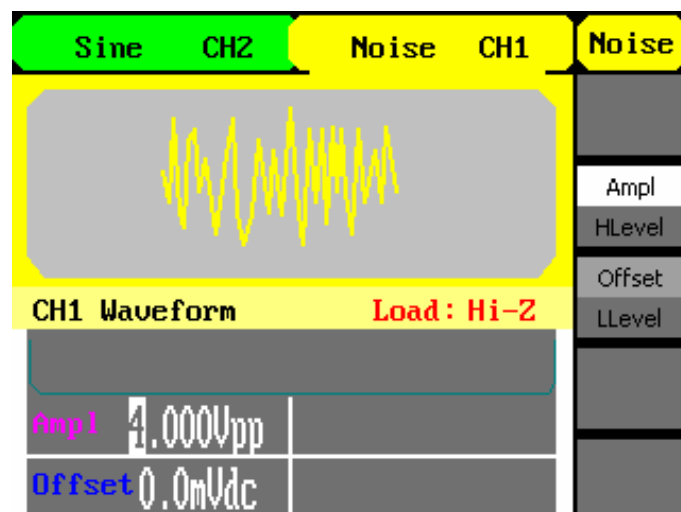 Sine CH2 Noise CH1 Noise
Ampl
HLevel
Offset
LLevel
CH1 Waveform Load: Hi-Z
Ampl 4.000Vpp
Offset 0.0mVdc